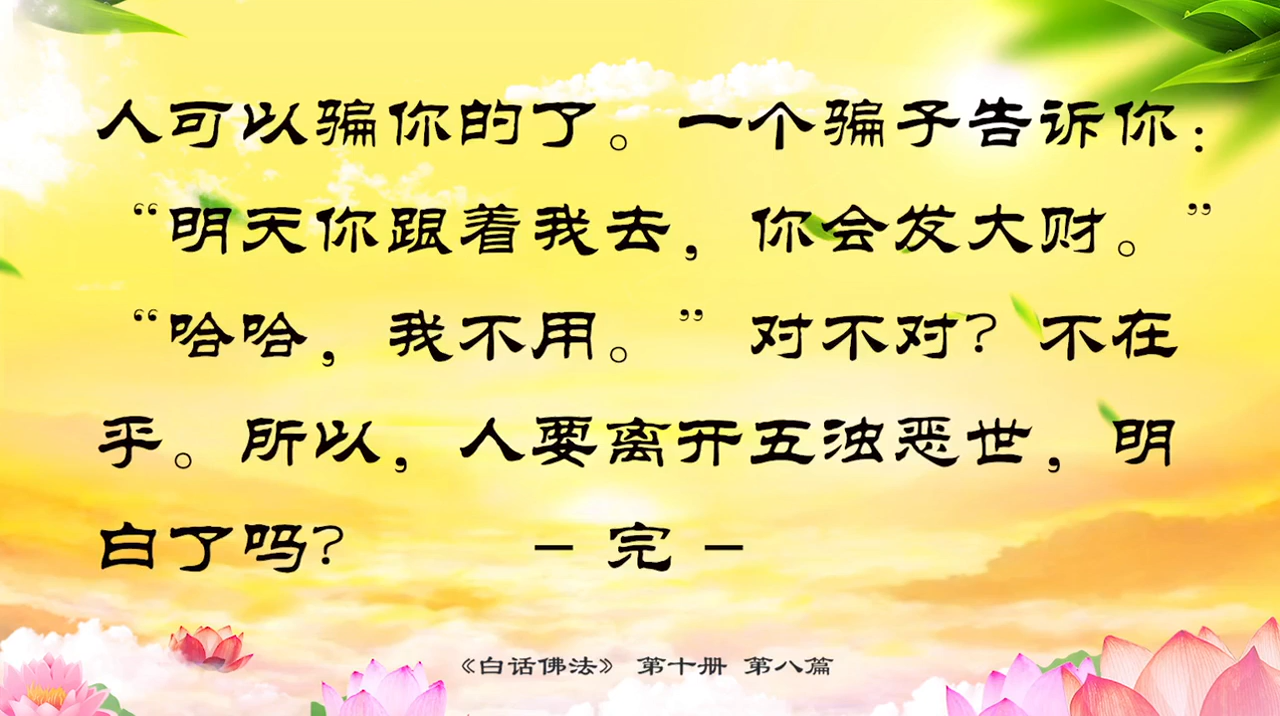 人可以骗你的了。一个骗子告诉你：
“明天你跟着我去，你会发大财。”
“哈哈，我不用。”对不对？不在
乎。所以，人要离开五浊恶世，明
白了吗？ － 完 －
《白话佛法》 第十册 第八篇